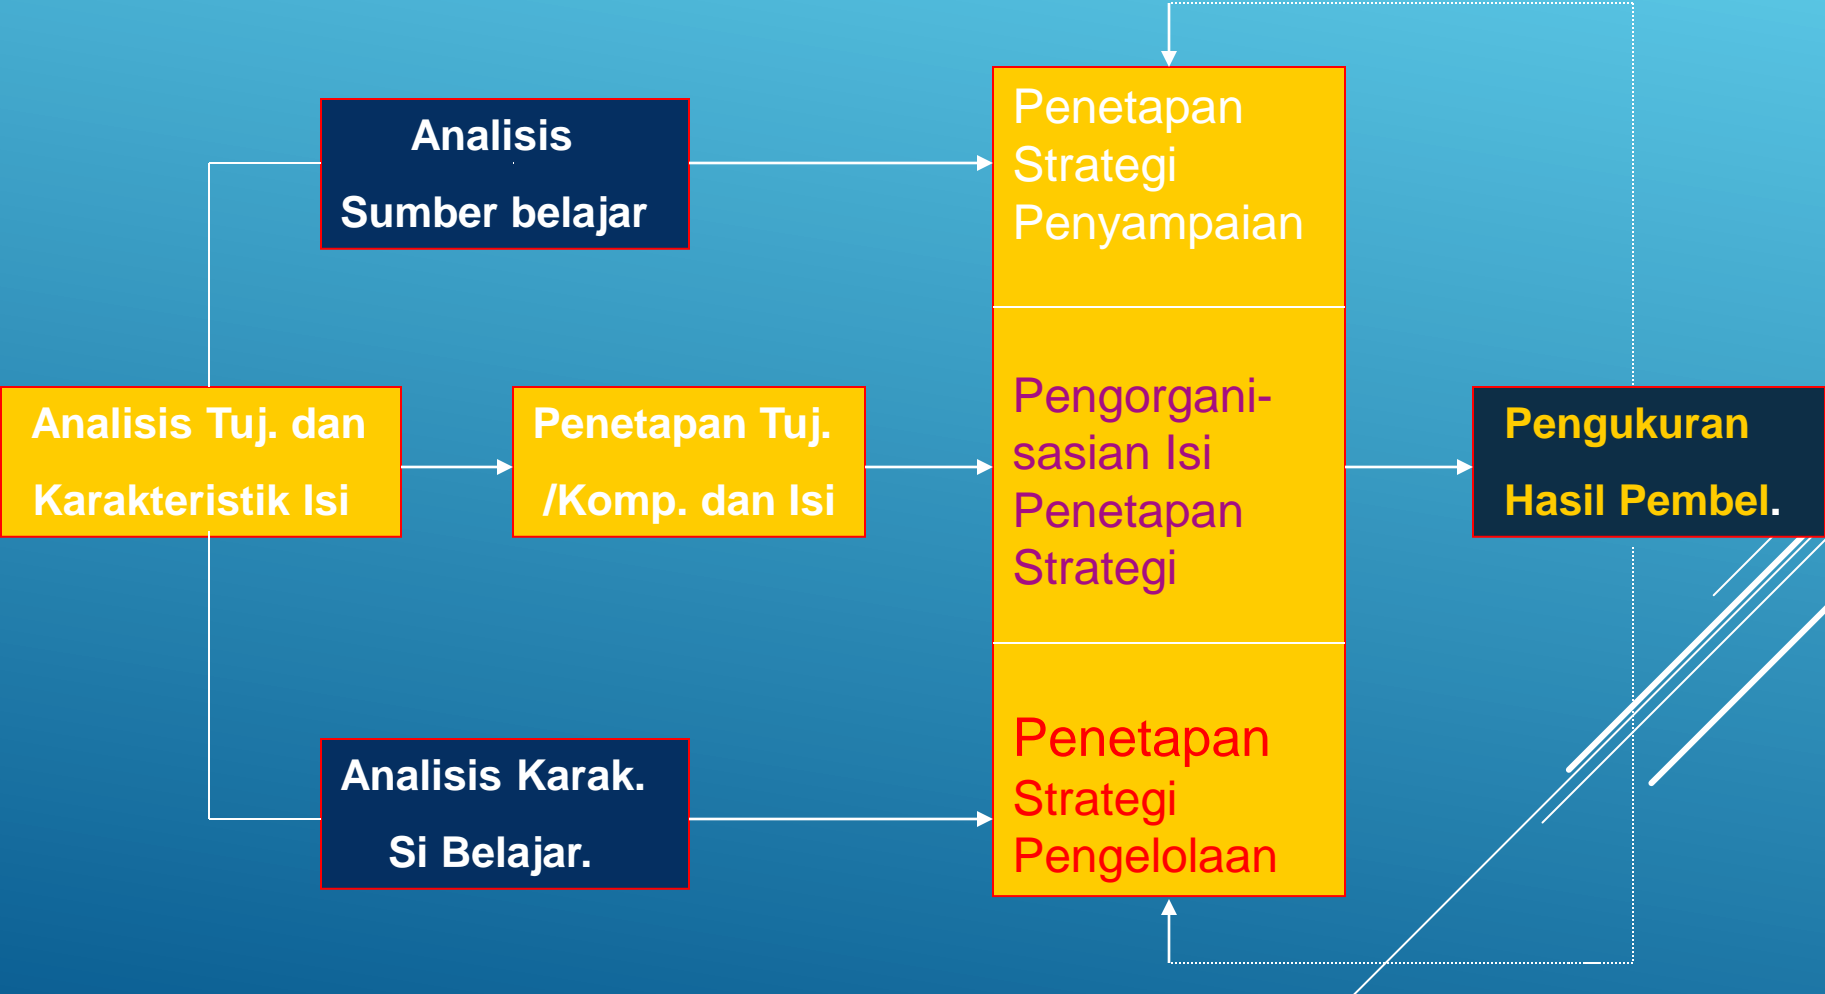 Analisis
Sumber belajar
Analisis Tuj. dan
Karakteristik Isi
Penetapan Tuj.
/Komp. dan Isi
Analisis Karak.
Si Belajar.
Penetapan
Strategi
Penyampaian
Pengorgani-
sasian Isi
Penetapan
Strategi
Penetapan
Strategi
Pengelolaan
Pengukuran
Hasil Pembel.